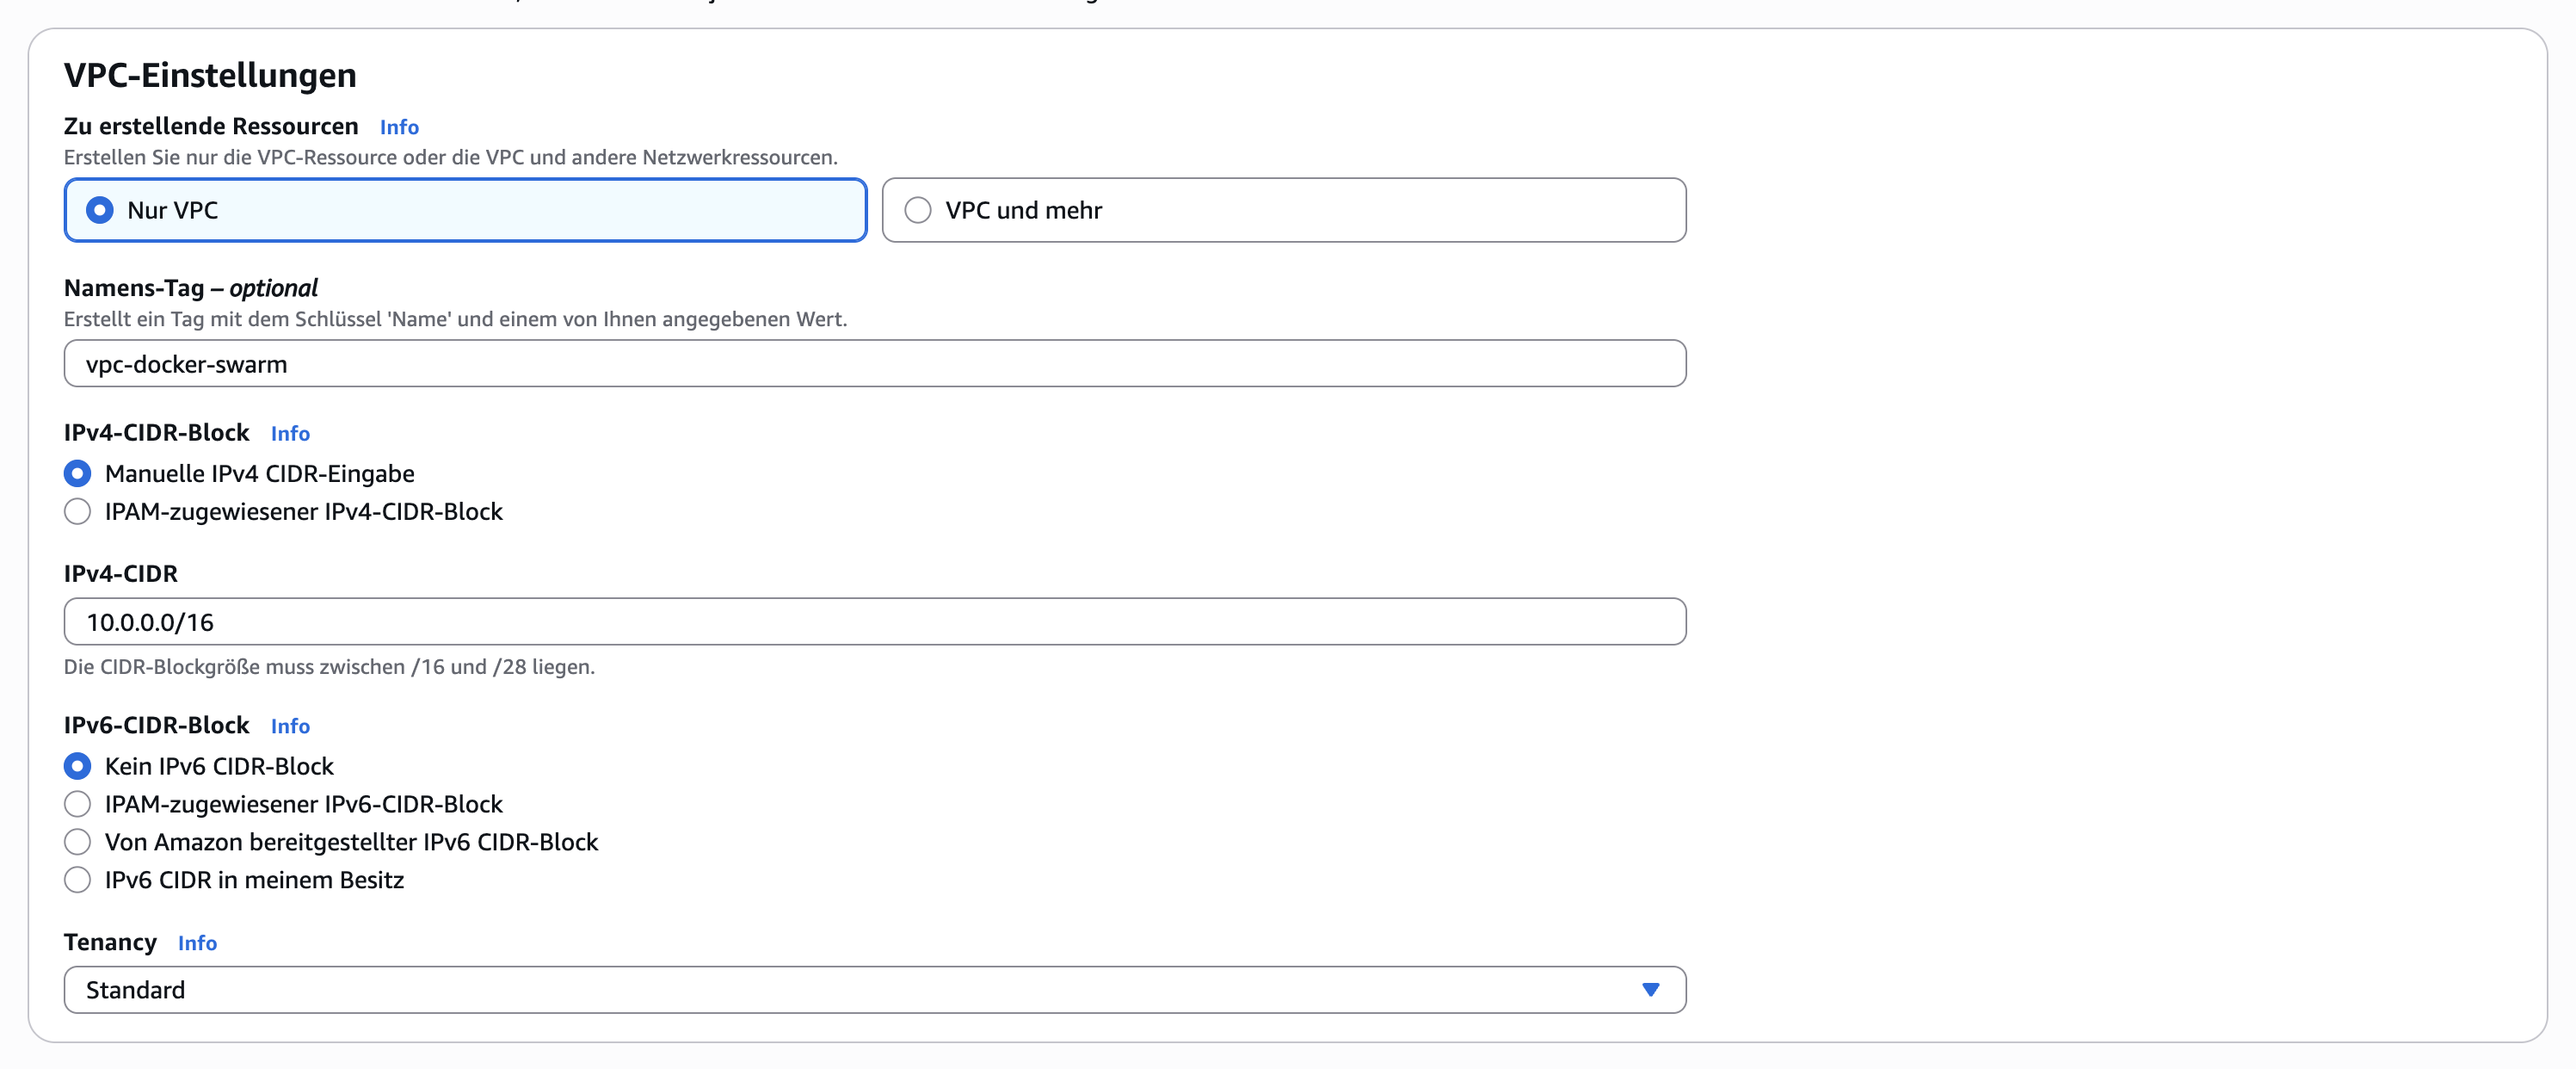 VPC-Einstellungen
Zu erstellende Ressourcen Info
Erstellen Sie nur die VPC-Ressource oder die VPC und andere Netzwerkressourcen.
Nur VPC
VPC und mehr
Namens-Tag – optional
Erstellt ein Tag mit dem Schlüssel 'Name' und einem von Ihnen angegebenen Wert.
vpc-docker-swarm
IPv4-CIDR-Block Info
Manuelle IPv4 CIDR-Eingabe
IPAM-zugewiesener IPv4-CIDR-Block
IPv4-CIDR
10.0.0.0/16
Die CIDR-Blockgröße muss zwischen /16 und /28 liegen.
IPv6-CIDR-Block Info
Kein IPv6 CIDR-Block
IPAM-zugewiesener IPv6-CIDR-Block
Von Amazon bereitgestellter IPv6 CIDR-Block
IPv6 CIDR in meinem Besitz
Tenancy Info
Standard